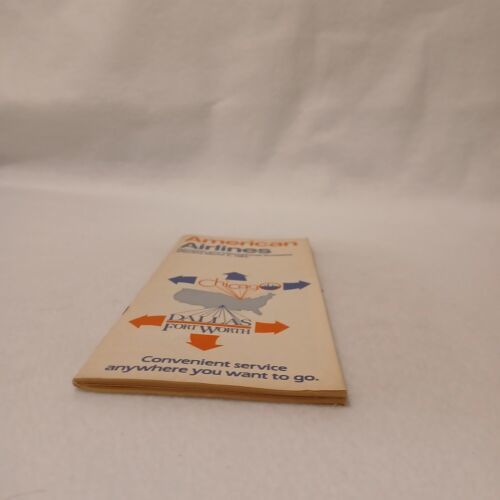 American
Airlines
Chicago
DALLAS
FORT WORTH
Convenient service
anywhere you want to go.